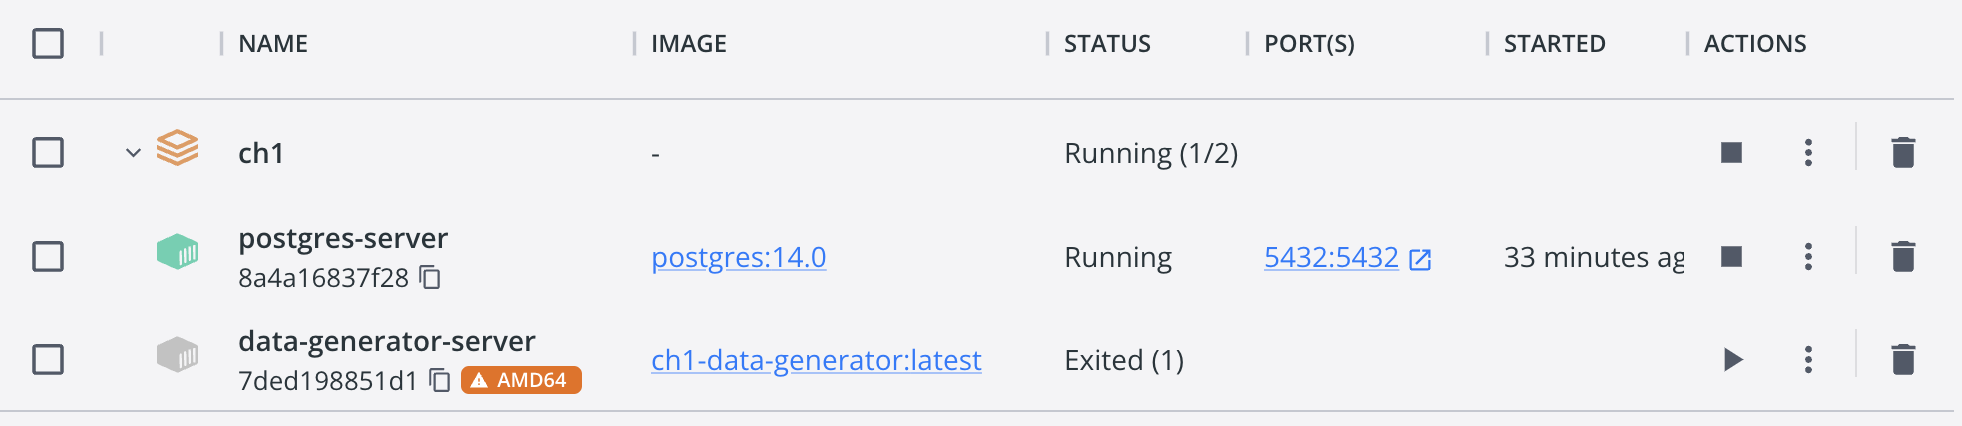 NAME IMAGE STATUS PORT(S) STARTED ACTIONS
ch1 - Running (1/2)
postgres-server
8a4a16837f28
postgres:14.0 Running 5432:5432 33 minutes ag
data-generator-server
7ded198851d1 AMD64
ch1-data-generator:latest Exited (1)